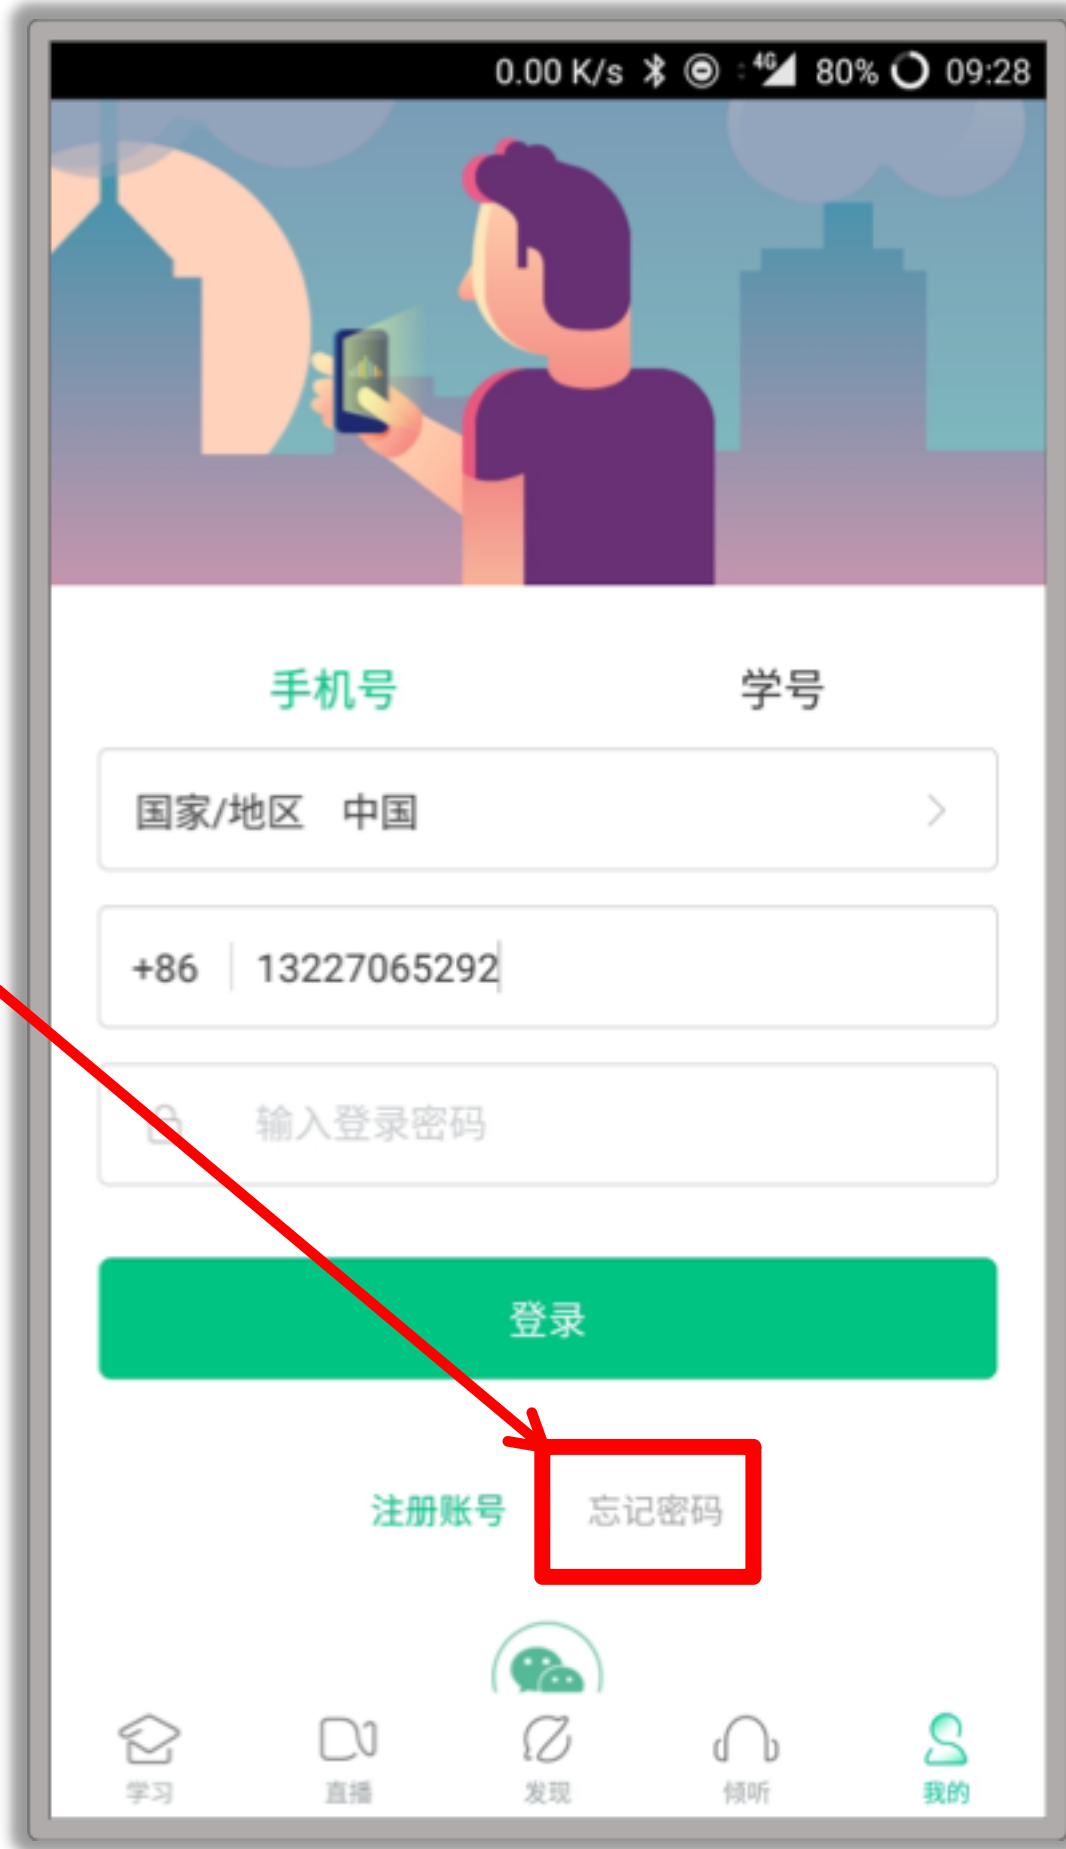 0.00 K/s 4G 80% 09:28
手机号 学号
国家/地区 中国
+86 13227065292
输入登录密码
登录
注册账号 忘记密码
学习 直播 发现 倾听 我的